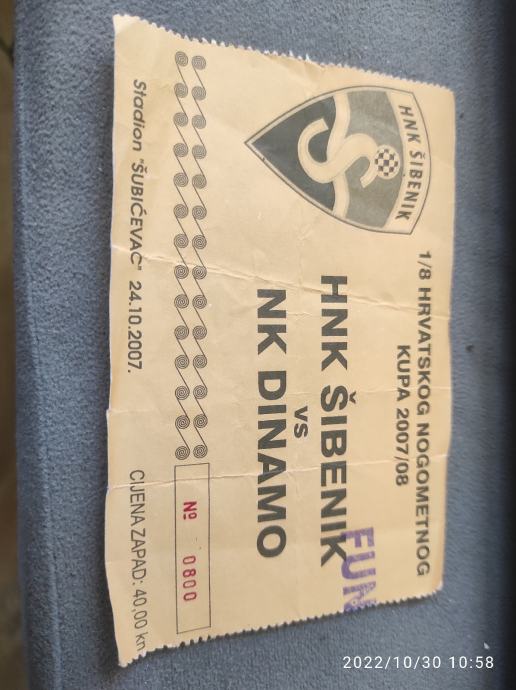 HNK ŠIBENIK
1/8 HRVATSKOG NOGOMETNOG
KUPA 2007/08
HNK ŠIBENIK
vs
NK DINAMO
FUN
Nº 0800
Stadion "ŠUBIĆEVAC" 24.10.2007.
CIJENA ZAPAD: 40,00 kn
2022/10/30 10:58